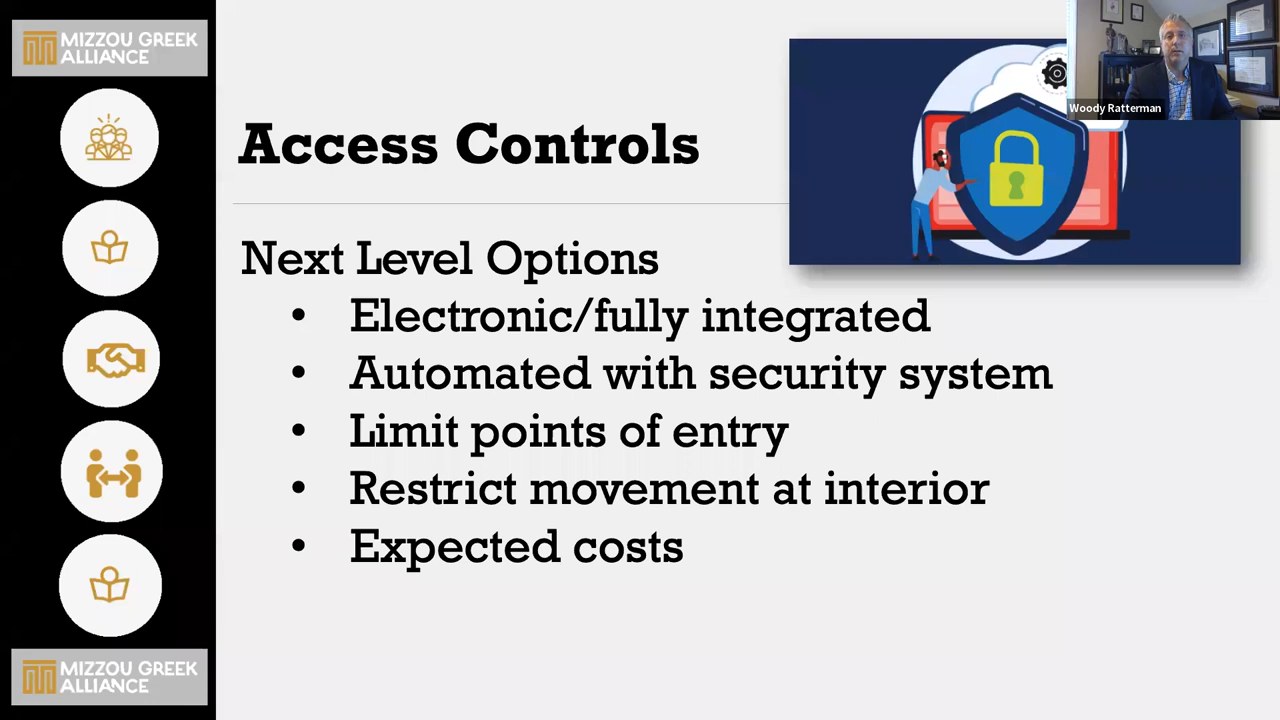 MIZZOU GREEK
ALLIANCE
Woody Ratterman
Access Controls
Next Level Options
• Electronic/fully integrated
• Automated with security system
• Limit points of entry
• Restrict movement at interior
• Expected costs
MIZZOU GREEK
ALLIANCE